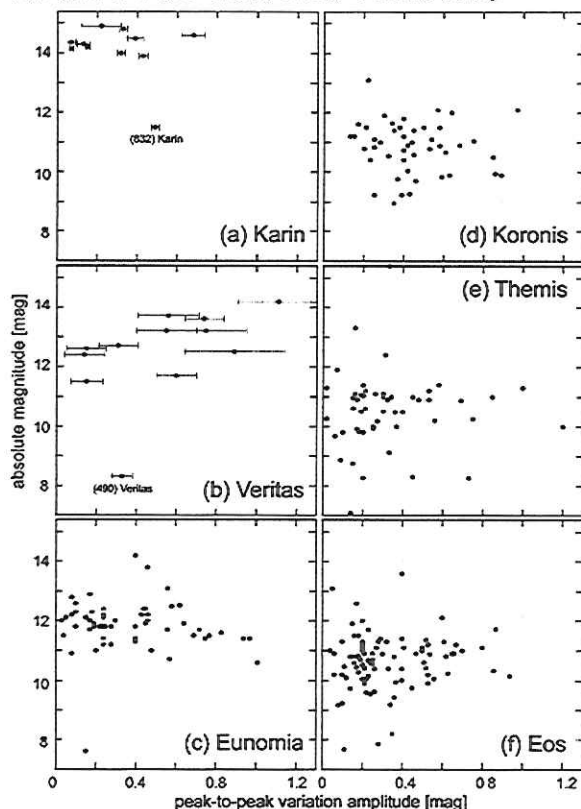 14
12
10
8
(832) Karin
(a) Karin
(d) Koronis
absolute magnitude [mag]
14
12
10
8
(490) Veritas
(b) Veritas
(e) Themis
14
12
10
8
(c) Eunomia
(f) Eos
0 0.4 0.8 1.2 0 0.4 0.8 1.2
peak-to-peak variation amplitude [mag]